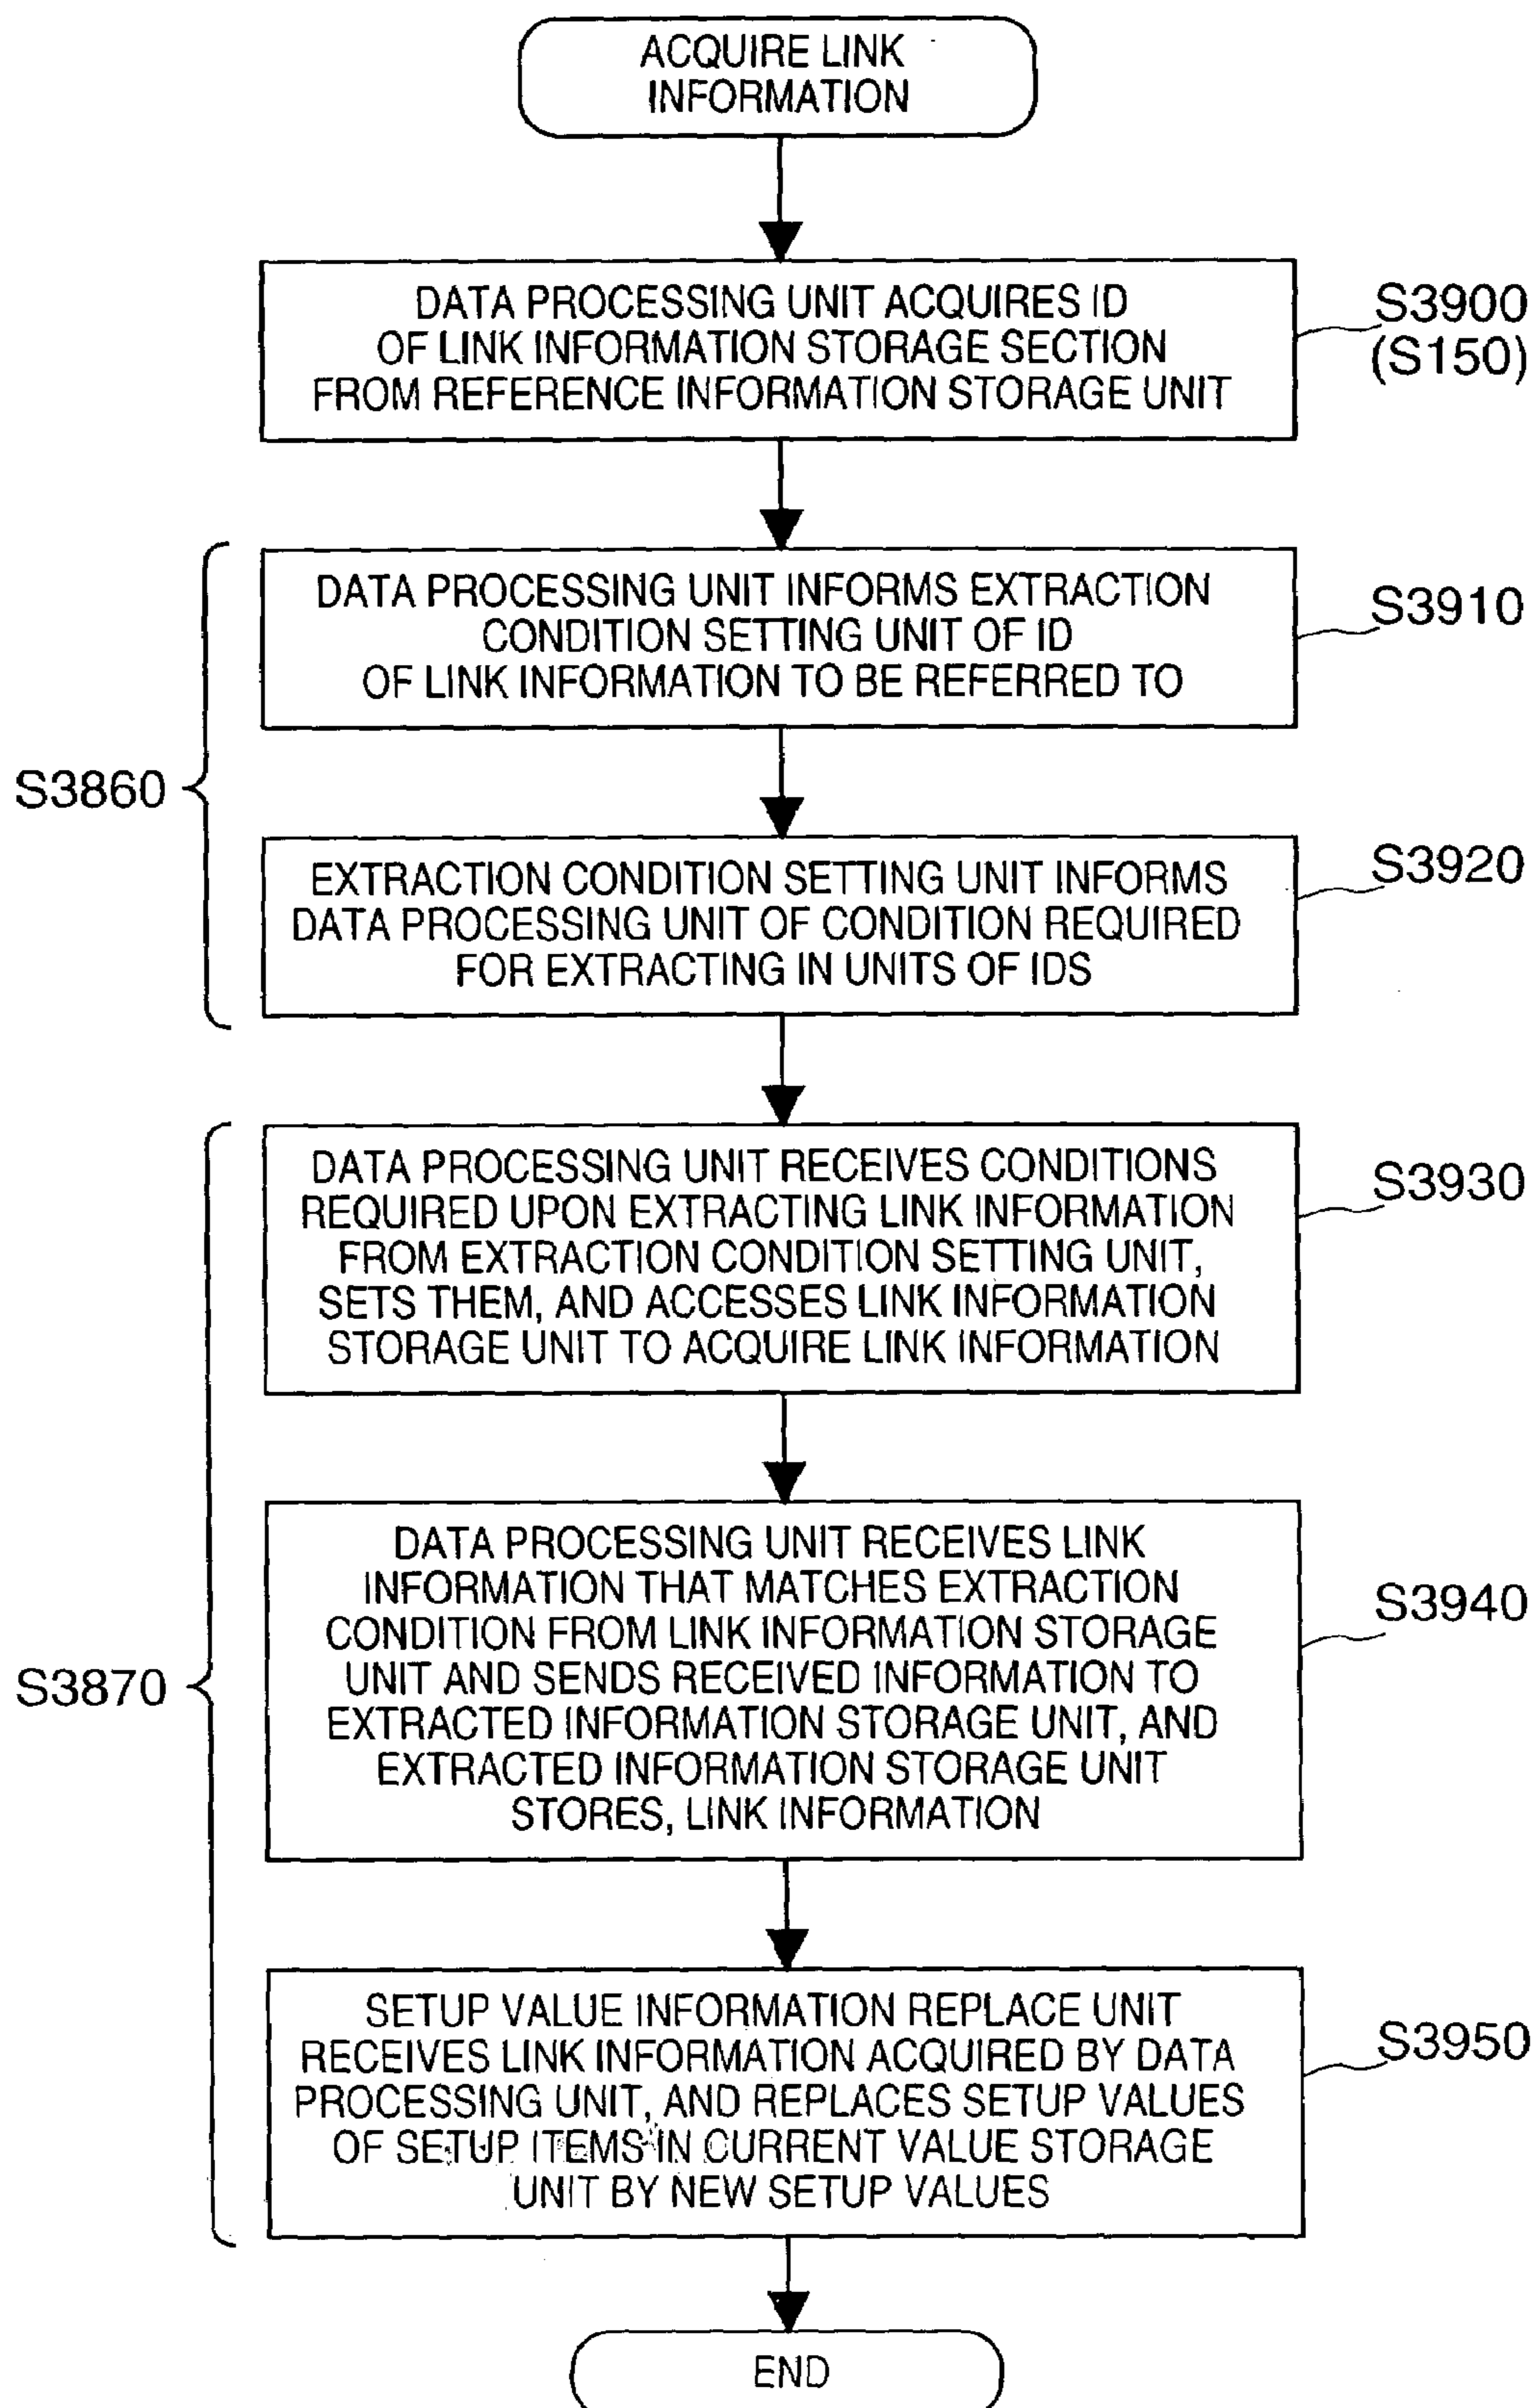 ACQUIRE LINK
INFORMATION
DATA PROCESSING UNIT ACQUIRES ID
OF LINK INFORMATION STORAGE SECTION
FROM REFERENCE INFORMATION STORAGE UNIT
S3900
(S150)
DATA PROCESSING UNIT INFORMS EXTRACTION
CONDITION SETTING UNIT OF ID
OF LINK INFORMATION TO BE REFERRED TO
S3910
S3860
EXTRACTION CONDITION SETTING UNIT INFORMS
DATA PROCESSING UNIT OF CONDITION REQUIRED
FOR EXTRACTING IN UNITS OF IDS
S3920
DATA PROCESSING UNIT RECEIVES CONDITIONS
REQUIRED UPON EXTRACTING LINK INFORMATION
FROM EXTRACTION CONDITION SETTING UNIT,
SETS THEM, AND ACCESSES LINK INFORMATION
STORAGE UNIT TO ACQUIRE LINK INFORMATION
S3930
DATA PROCESSING UNIT RECEIVES LINK
INFORMATION THAT MATCHES EXTRACTION
CONDITION FROM LINK INFORMATION STORAGE
UNIT AND SENDS RECEIVED INFORMATION TO
EXTRACTED INFORMATION STORAGE UNIT, AND
EXTRACTED INFORMATION STORAGE UNIT
STORES, LINK INFORMATION
S3940
S3870
SETUP VALUE INFORMATION REPLACE UNIT
RECEIVES LINK INFORMATION ACQUIRED BY DATA
PROCESSING UNIT, AND REPLACES SETUP VALUES
OF SETUP ITEMS IN CURRENT VALUE STORAGE
UNIT BY NEW SETUP VALUES
S3950
END